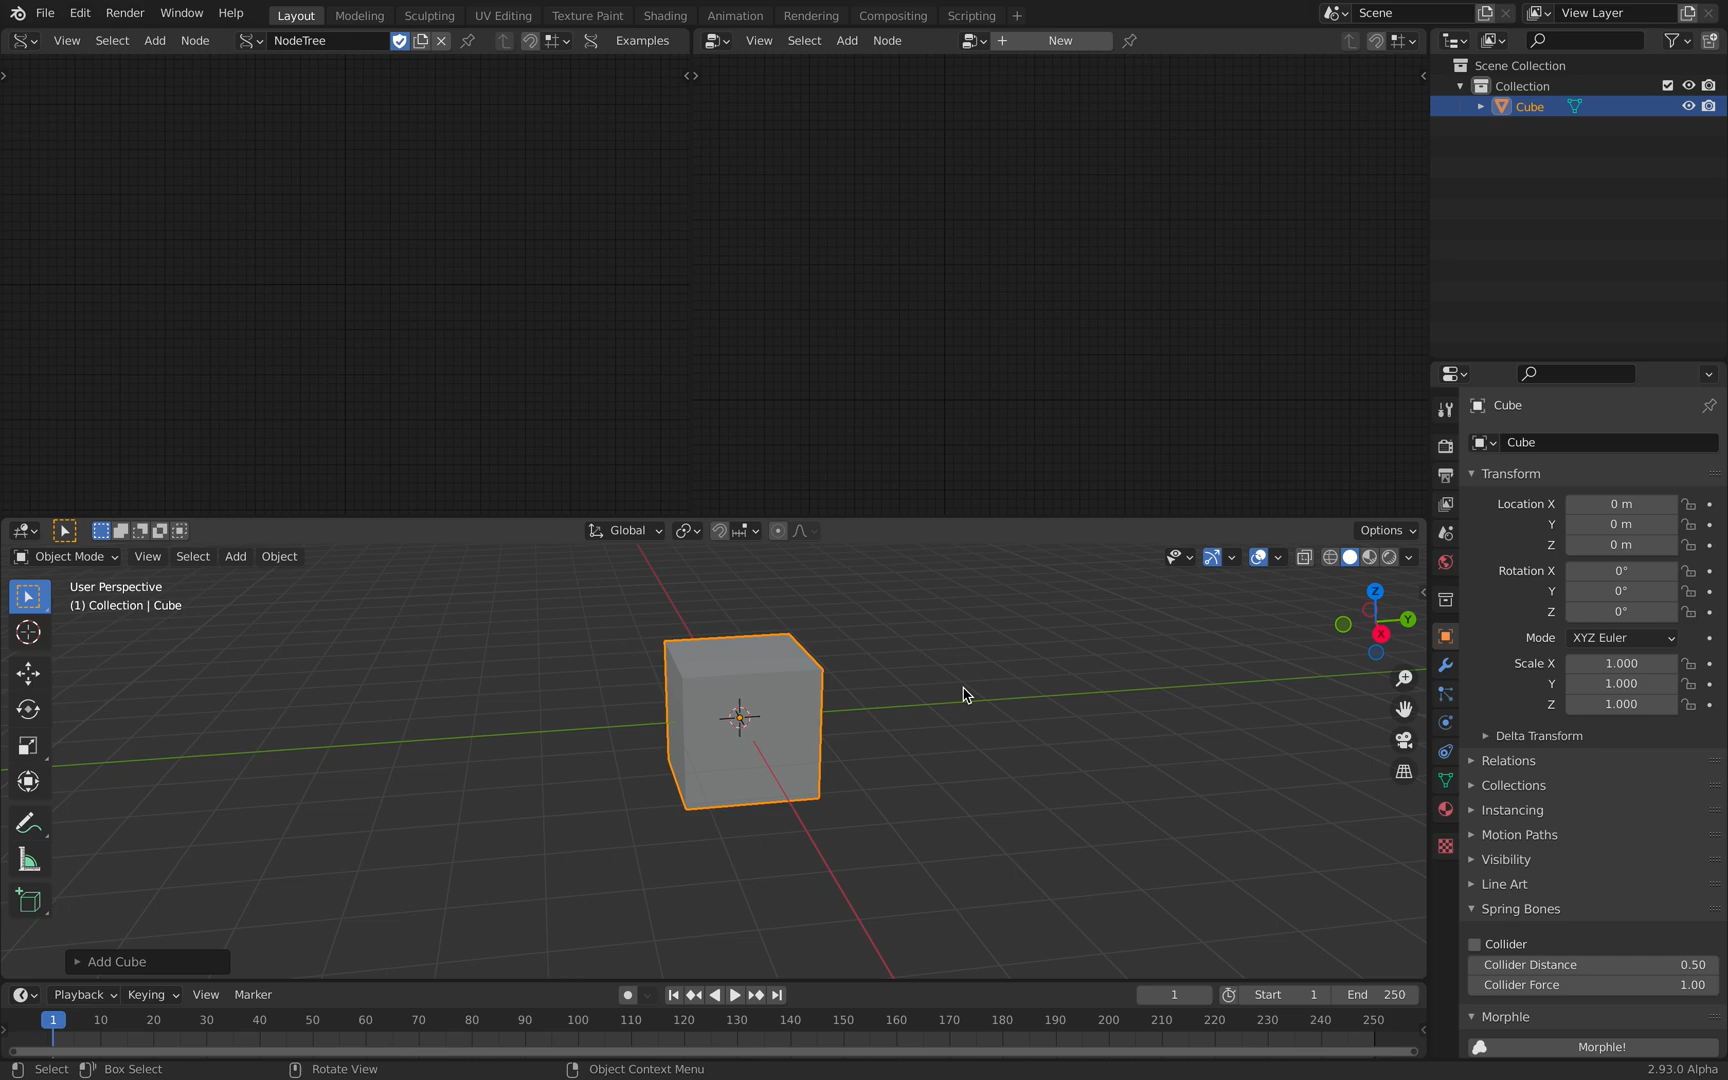 File Edit Render Window Help Layout Modeling Sculpting UV Editing Texture Paint Shading Animation Rendering Compositing Scripting + Scene View Layer
View Select Add Node NodeTree Examples View Select Add Node + New
Scene Collection
Collection
Cube
Cube
Cube
Transform
Location X 0 m
Y 0 m
Z 0 m
Rotation X 0°
Y 0°
Z 0°
Mode XYZ Euler
Scale X 1.000
Y 1.000
Z 1.000
Delta Transform
Relations
Collections
Instancing
Motion Paths
Visibility
Line Art
Spring Bones
Collider
Collider Distance 0.50
Collider Force 1.00
Morphle
Morphle!
Global Options
Object Mode View Select Add Object
User Perspective
(1) Collection | Cube
Z
Y
X
Add Cube
Playback Keying View Marker 1 Start 1 End 250
1 10 20 30 40 50 60 70 80 90 100 110 120 130 140 150 160 170 180 190 200 210 220 230 240 250
Select Box Select Rotate View Object Context Menu 2.93.0 Alpha